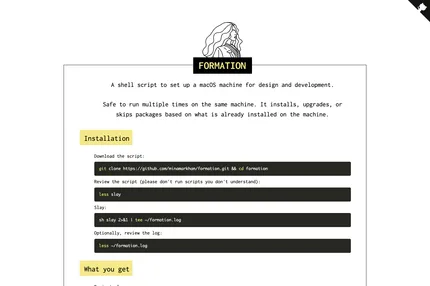 FORMATION
A shell script to set up a macOS machine for design and development.
Safe to run multiple times on the same machine. It installs, upgrades, or
skips packages based on what is already installed on the machine.
Installation
Download the script:
git clone https://github.com/minamarkham/formation.git && cd formation
Review the script (please don't run scripts you don't understand):
less slay
Slay:
sh slay 2>&1 | tee ~/formation.log
Optionally, review the log:
less ~/formation.log
What you get